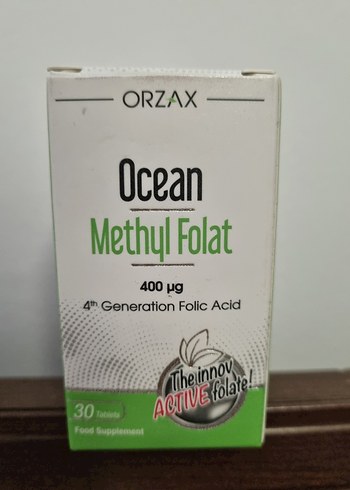 ORZAX
Ocean
Methyl Folat
400 µg
4th Generation Folic Acid
The innov
ACTIVE folate!
30 Tablets
Food Supplement